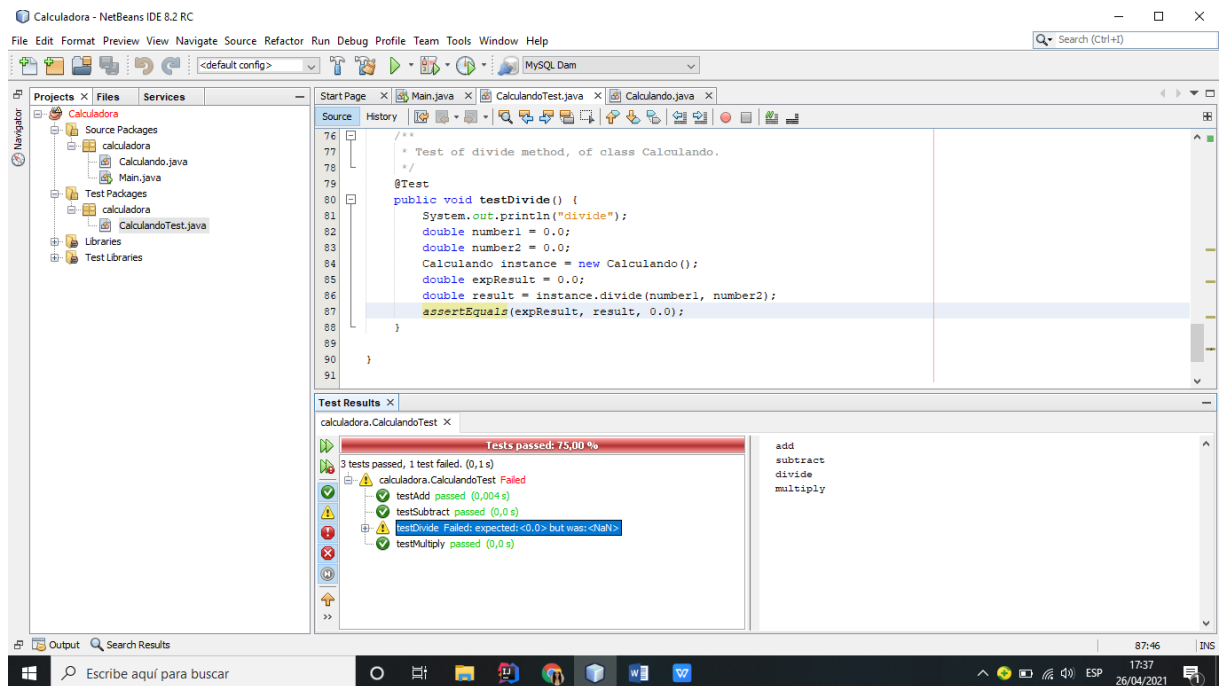 Calculadora - NetBeans IDE 8.2 RC
File Edit Format Preview View Navigate Source Refactor Run Debug Profile Team Tools Window Help
Search (Ctrl+I)
<default config>
MySQL Dam
Projects Files Services
Navigator
Calculadora
Source Packages
calculadora
Calculando.java
Main.java
Test Packages
calculadora
CalculandoTest.java
Libraries
Test Libraries
Start Page Main.java CalculandoTest.java Calculando.java
Source History
76 /**
77 * Test of divide method, of class Calculando.
78 */
79 @Test
80 public void testDivide() {
81 System.out.println("divide");
82 double number1 = 0.0;
83 double number2 = 0.0;
84 Calculando instance = new Calculando();
85 double expResult = 0.0;
86 double result = instance.divide(number1, number2);
87 assertEquals(expResult, result, 0.0);
88 }
89
90 }
91
Test Results
calculadora.CalculandoTest
Tests passed: 75,00 %
3 tests passed, 1 test failed. (0,1 s)
calculadora.CalculandoTest Failed
testAdd passed (0,004 s)
testSubtract passed (0,0 s)
testDivide Failed: expected:<0.0> but was:<NaN>
testMultiply passed (0,0 s)
add
subtract
divide
multiply
Output Search Results
87:46 INS
Escribe aquí para buscar
ESP
17:37
26/04/2021